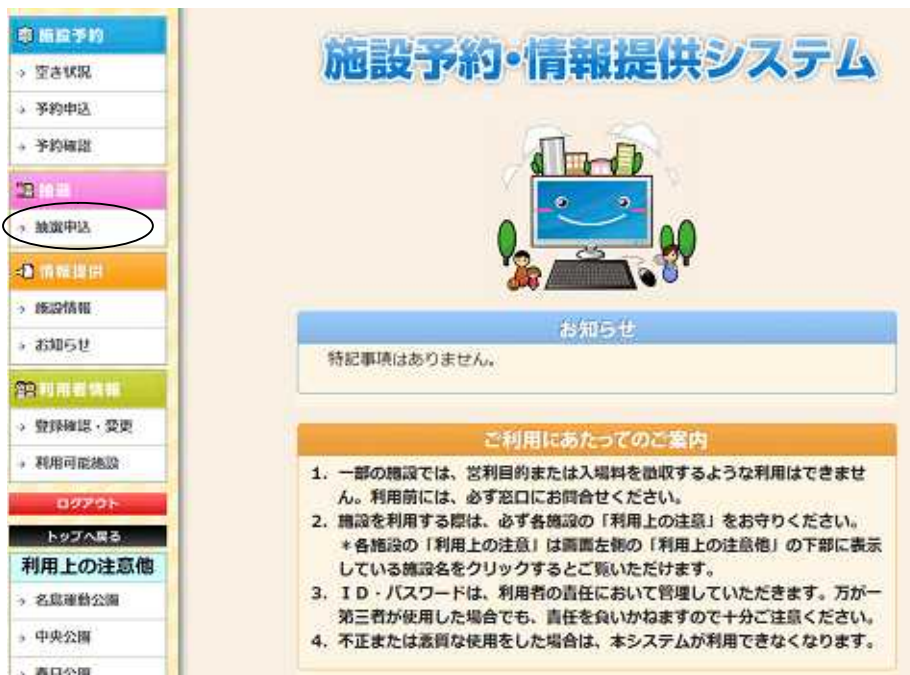 施設予約
空き状況
予約申込
予約確認
抽選
抽選申込
情報提供
施設情報
お知らせ
利用者情報
登録確認・変更
利用可能施設
ログアウト
トップへ戻る
利用上の注意他
名島運動公園
中央公園
春日公園
施設予約・情報提供システム
お知らせ
特記事項はありません。
ご利用にあたってのご案内
1. 一部の施設では、営利目的または入場料を徴収するような利用はできませ
ん。利用前には、必ず窓口にお問合せください。
2. 施設を利用する際は、必ず各施設の「利用上の注意」をお守りください。
＊各施設の「利用上の注意」は画面左側の「利用上の注意他」の下部に表示
している施設名をクリックするとご覧いただけます。
3. ＩＤ・パスワードは、利用者の責任において管理していただきます。万が一
第三者が使用した場合でも、責任を負いかねますので十分ご注意ください。
4. 不正または悪質な使用をした場合は、本システムが利用できなくなります。